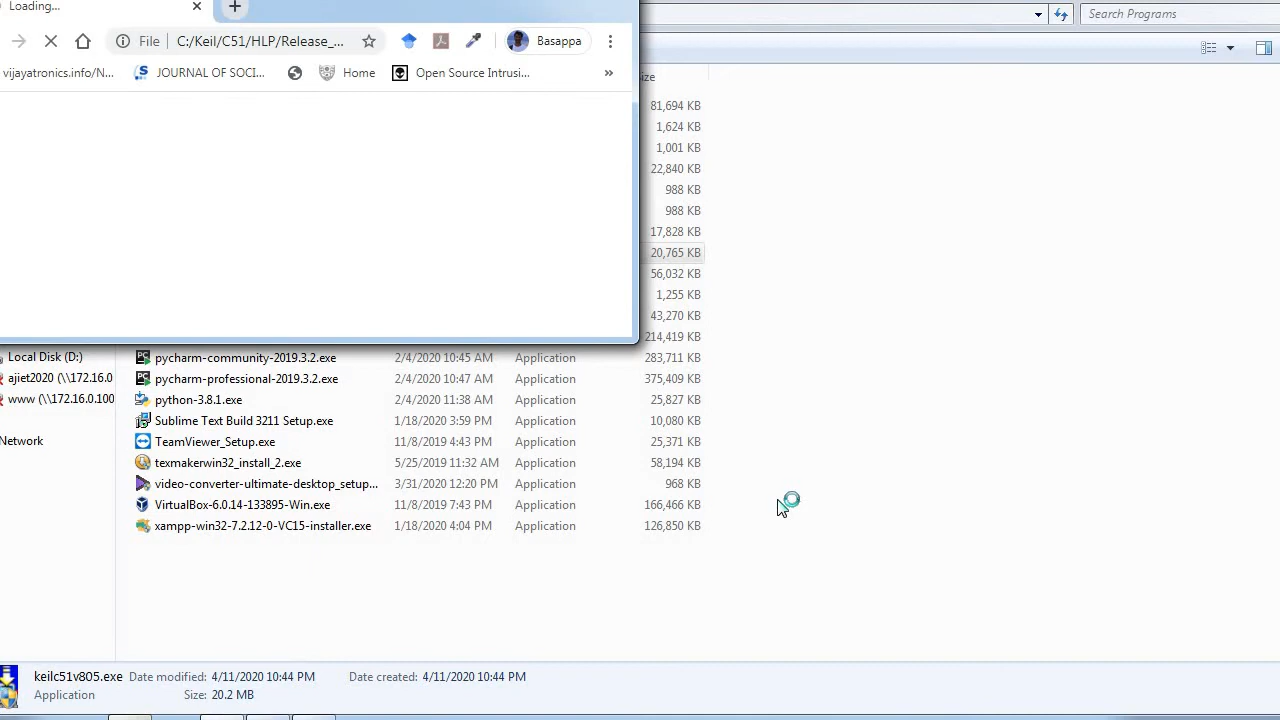 Loading...
Search Programs
File C:/Keil/C51/HLP/Release_... Basappa
vijayatronics.info/N... JOURNAL OF SOCI... Home Open Source Intrusi... »
ize
81,694 KB
1,624 KB
1,001 KB
22,840 KB
988 KB
988 KB
17,828 KB
20,765 KB
56,032 KB
1,255 KB
43,270 KB
214,419 KB
Local Disk (D:) pycharm-community-2019.3.2.exe 2/4/2020 10:45 AM Application 283,711 KB
ajiet2020 (\\172.16.0 pycharm-professional-2019.3.2.exe 2/4/2020 10:47 AM Application 375,409 KB
www (\\172.16.0.100 python-3.8.1.exe 2/4/2020 11:38 AM Application 25,827 KB
Sublime Text Build 3211 Setup.exe 1/18/2020 3:59 PM Application 10,080 KB
Network TeamViewer_Setup.exe 11/8/2019 4:43 PM Application 25,371 KB
texmakerwin32_install_2.exe 5/25/2019 11:32 AM Application 58,194 KB
video-converter-ultimate-desktop_setup... 3/31/2020 12:20 PM Application 968 KB
VirtualBox-6.0.14-133895-Win.exe 11/8/2019 7:43 PM Application 166,466 KB
xampp-win32-7.2.12-0-VC15-installer.exe 1/18/2020 4:04 PM Application 126,850 KB
keilc51v805.exe Date modified: 4/11/2020 10:44 PM Date created: 4/11/2020 10:44 PM
Application Size: 20.2 MB